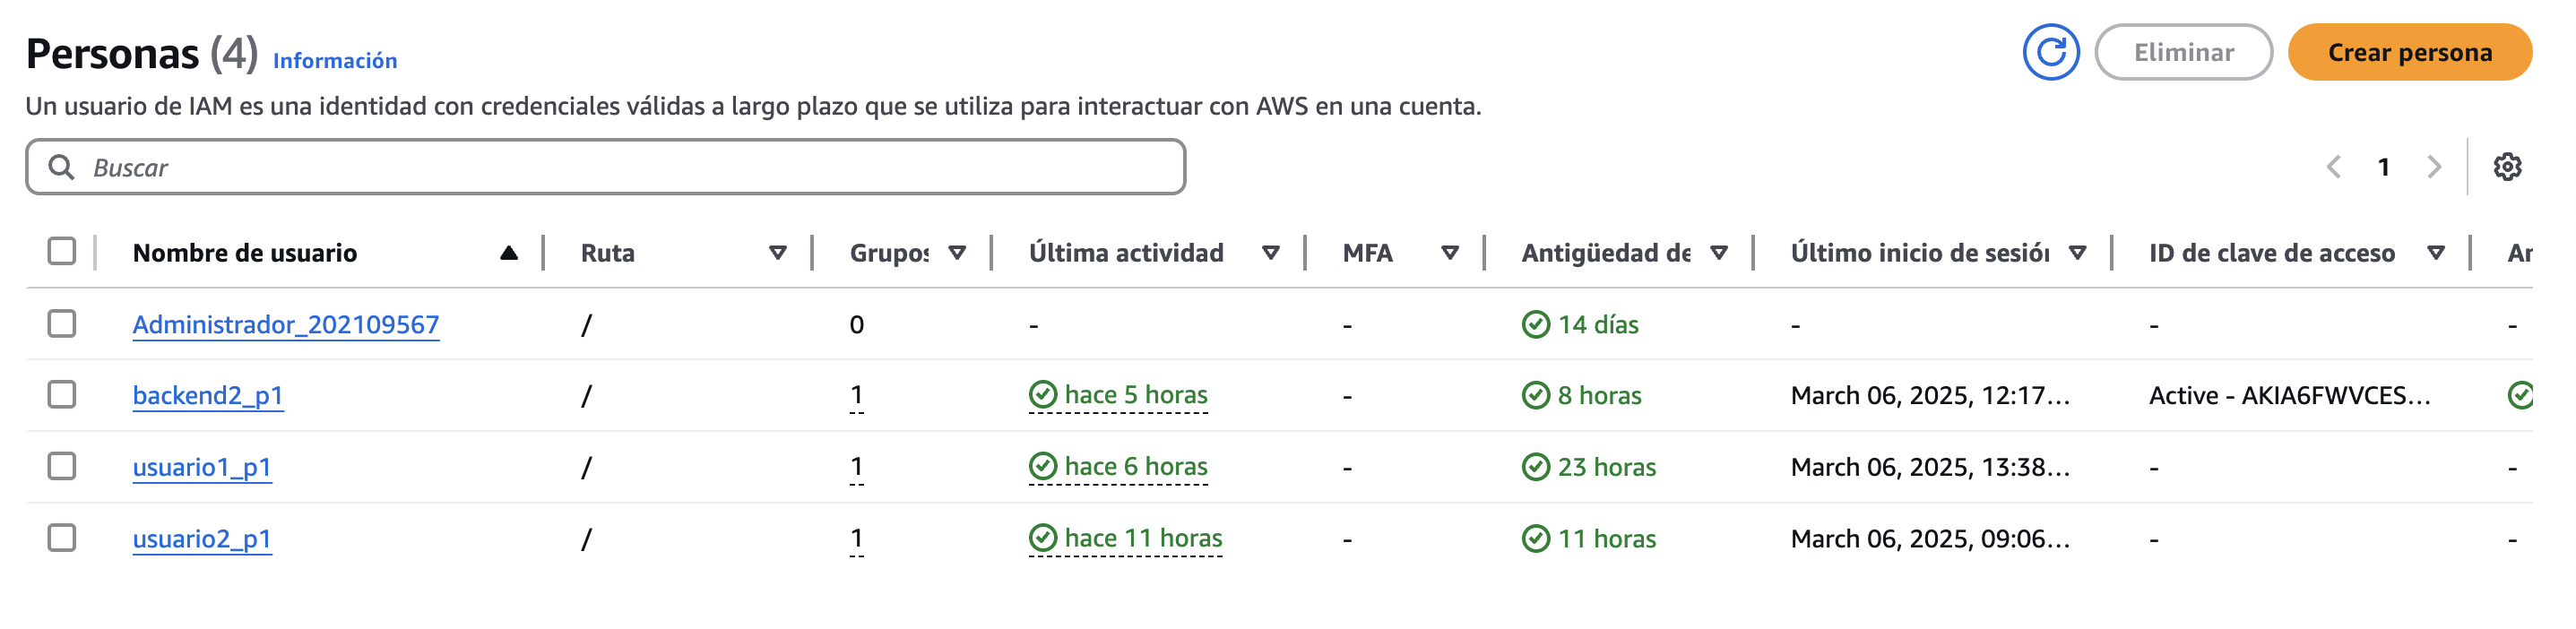 Personas (4) Información
Eliminar
Crear persona
Un usuario de IAM es una identidad con credenciales válidas a largo plazo que se utiliza para interactuar con AWS en una cuenta.
Buscar
1
Nombre de usuario Ruta Grupos Última actividad MFA Antigüedad de Último inicio de sesión ID de clave de acceso An
Administrador_202109567 / 0 - - 14 días - - -
backend2_p1 / 1 hace 5 horas - 8 horas March 06, 2025, 12:17... Active - AKIA6FWVCES...
usuario1_p1 / 1 hace 6 horas - 23 horas March 06, 2025, 13:38... - -
usuario2_p1 / 1 hace 11 horas - 11 horas March 06, 2025, 09:06... - -